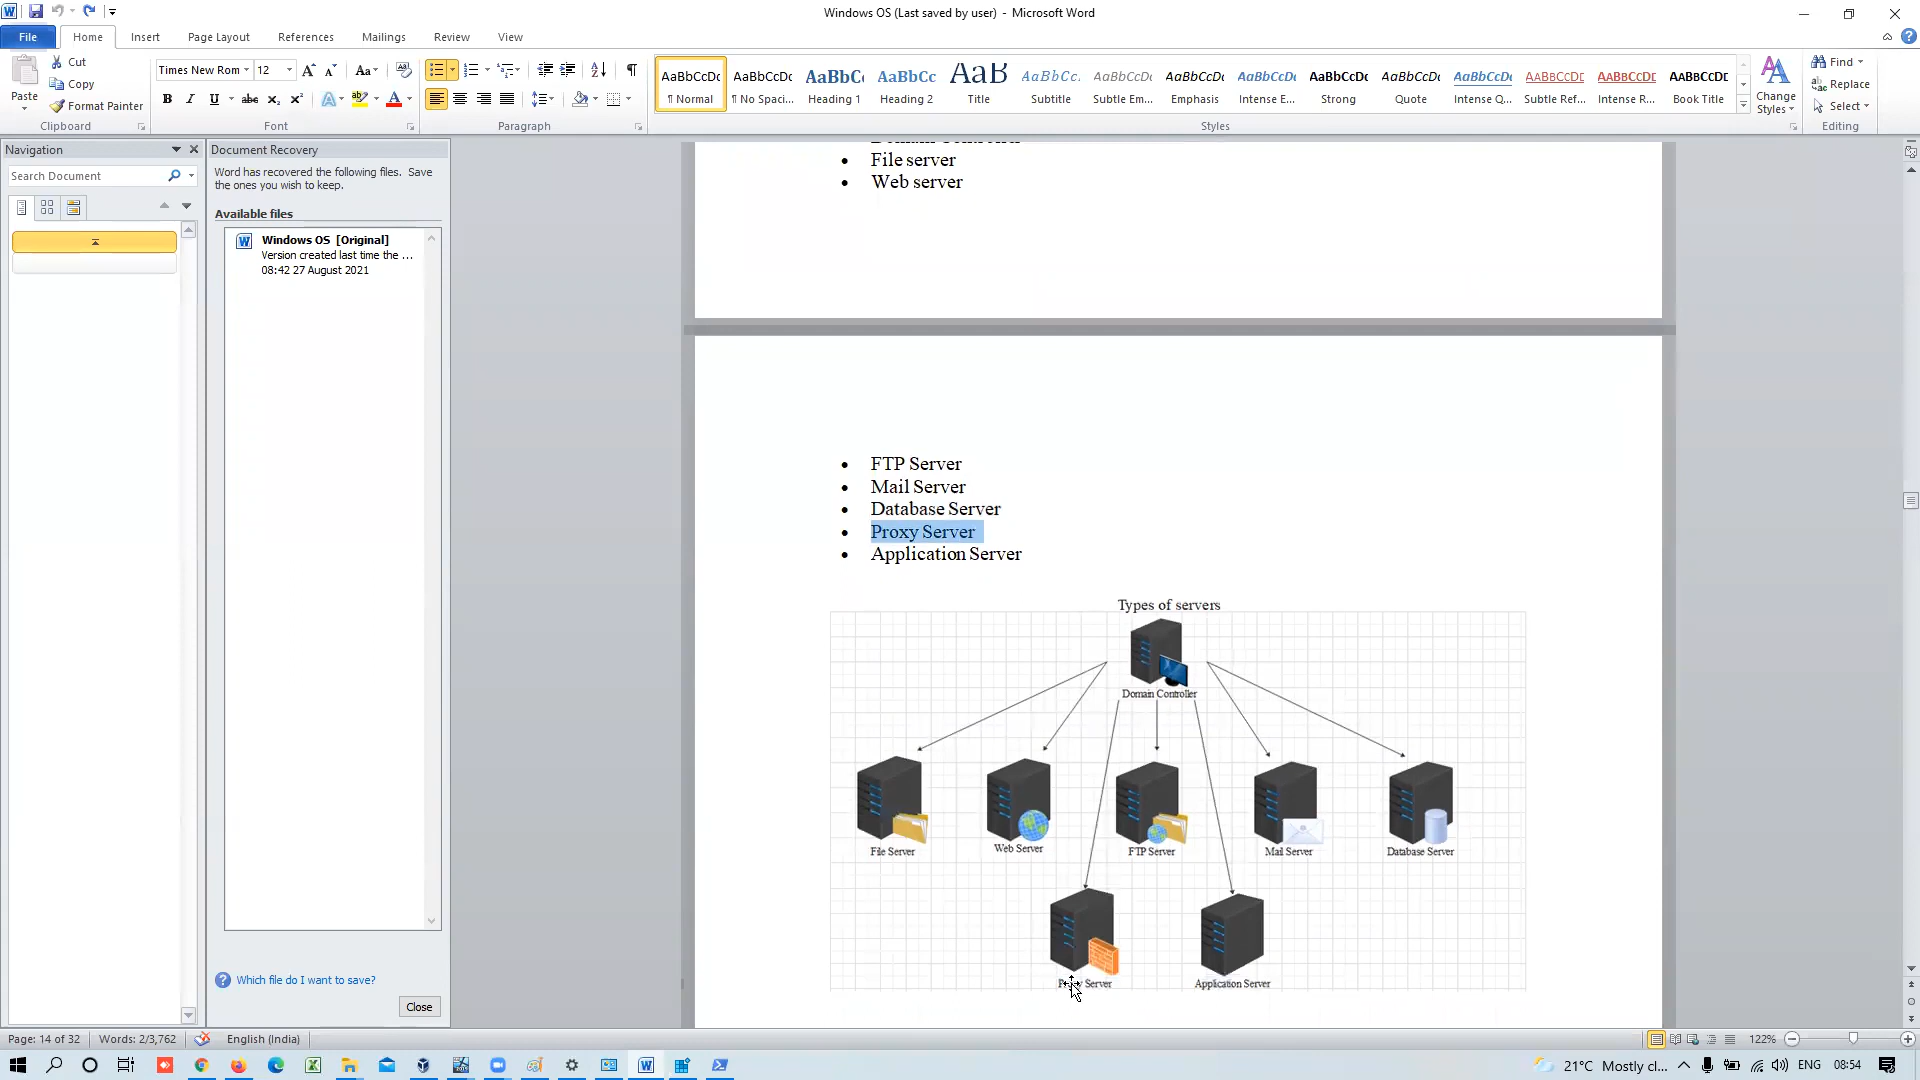 Windows OS (Last saved by user) - Microsoft Word
File Home Insert Page Layout References Mailings Review View
Paste
Cut
Copy
Format Painter
Clipboard
Times New Rom 12
Font
Paragraph
AaBbCcDc AaBbCcDc AaBbC AaBbCc AaB AaBbCc. AaBbCcDc AaBbCcDc AaBbCcDc AaBbCcDc AaBbCcDc AaBbCcDc AABBCCDE AABBCCDE AABBCCDE
¶ Normal ¶ No Spaci... Heading 1 Heading 2 Title Subtitle Subtle Em... Emphasis Intense E... Strong Quote Intense Q... Subtle Ref... Intense R... Book Title
Change
Styles
Styles
Find
Replace
Select
Editing
Navigation
Search Document
Document Recovery
Word has recovered the following files. Save
the ones you wish to keep.
Available files
Windows OS [Original]
Version created last time the ...
08:42 27 August 2021
Which file do I want to save?
Close
• File server
• Web server
• FTP Server
• Mail Server
• Database Server
• Proxy Server
• Application Server
Types of servers
Domain Controller
File Server Web Server FTP Server Mail Server Database Server
Server Application Server
Page: 14 of 32 Words: 2/3,762 English (India) 122%
21°C Mostly cl... ENG 08:54